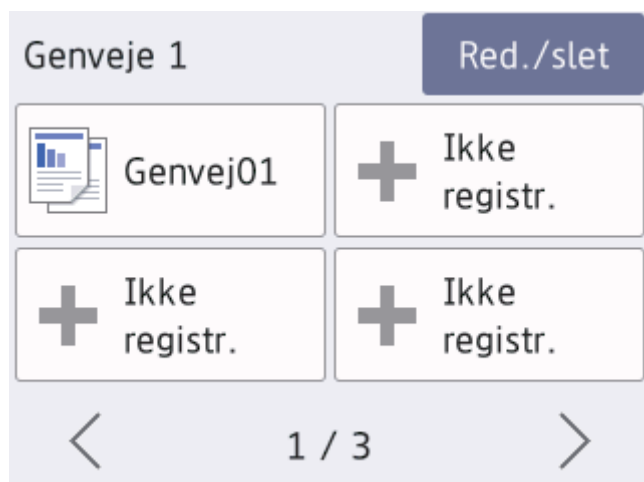 Genveje 1
Red./slet
Genvej01
Ikke
registr.
Ikke
registr.
Ikke
registr.
1 / 3